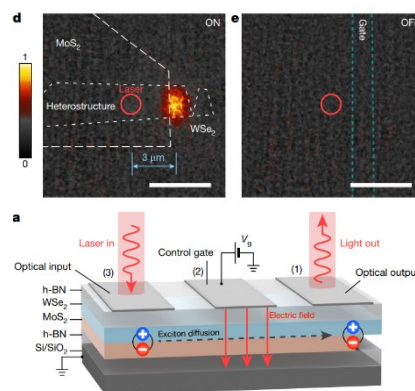 d
ON
MoS2
1
Laser
Heterostructure
WSe2
0
3 μm
e
Gate
a
Vg
Laser in
Control gate
Light out
(3)
(2)
(1)
Optical input
Optical output
h-BN
WSe2
MoS2
h-BN
Si/SiO2
Electric field
Exciton diffusion
+
+
−
−